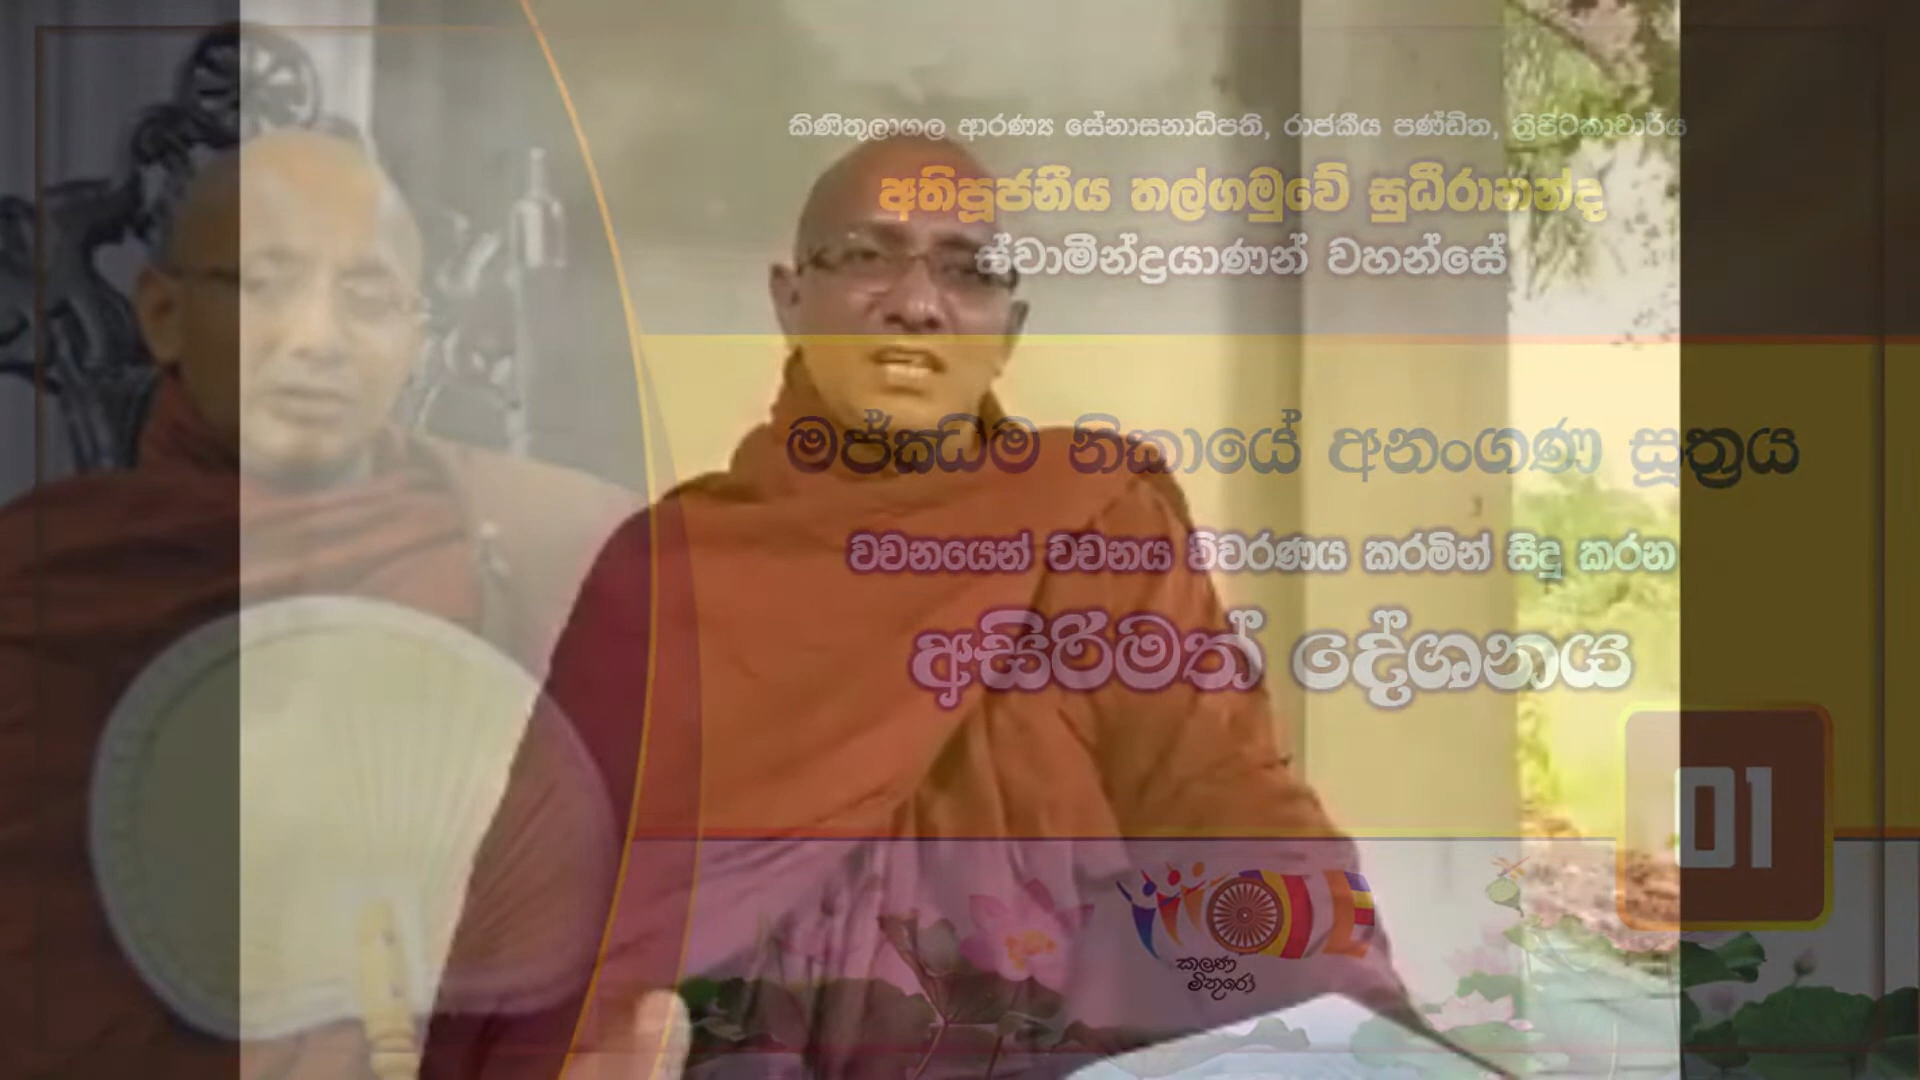 කිණිතුලාගල ආරණ්‍ය සේනාසනාධිපති, රාජකීය පණ්ඩිත, ත්‍රිපිටකාචාර්ය
අතිපූජනීය තල්ගමුවේ සුධීරානන්ද
ස්වාමීන්ද්‍රයාණන් වහන්සේ
මජ්ඣිම නිකායේ අනංගණ සූත්‍රය
වචනයෙන් වචනය විවරණය කරමින් සිදු කරන
අසිරිමත් දේශනය
01
කලණ
මිතුරෝ